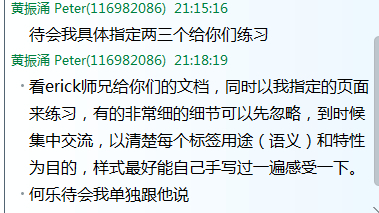 黄振涌 Peter(116982086) 21:15:16
待会我具体指定两三个给你们练习
黄振涌 Peter(116982086) 21:18:19
看erick师兄给你们的文档，同时以我指定的页面
来练习，有的非常细的细节可以先忽略，到时候
集中交流，以清楚每个标签用途（语义）和特性
为目的，样式最好能自己手写过一遍感受一下。
何乐待会我单独跟他说